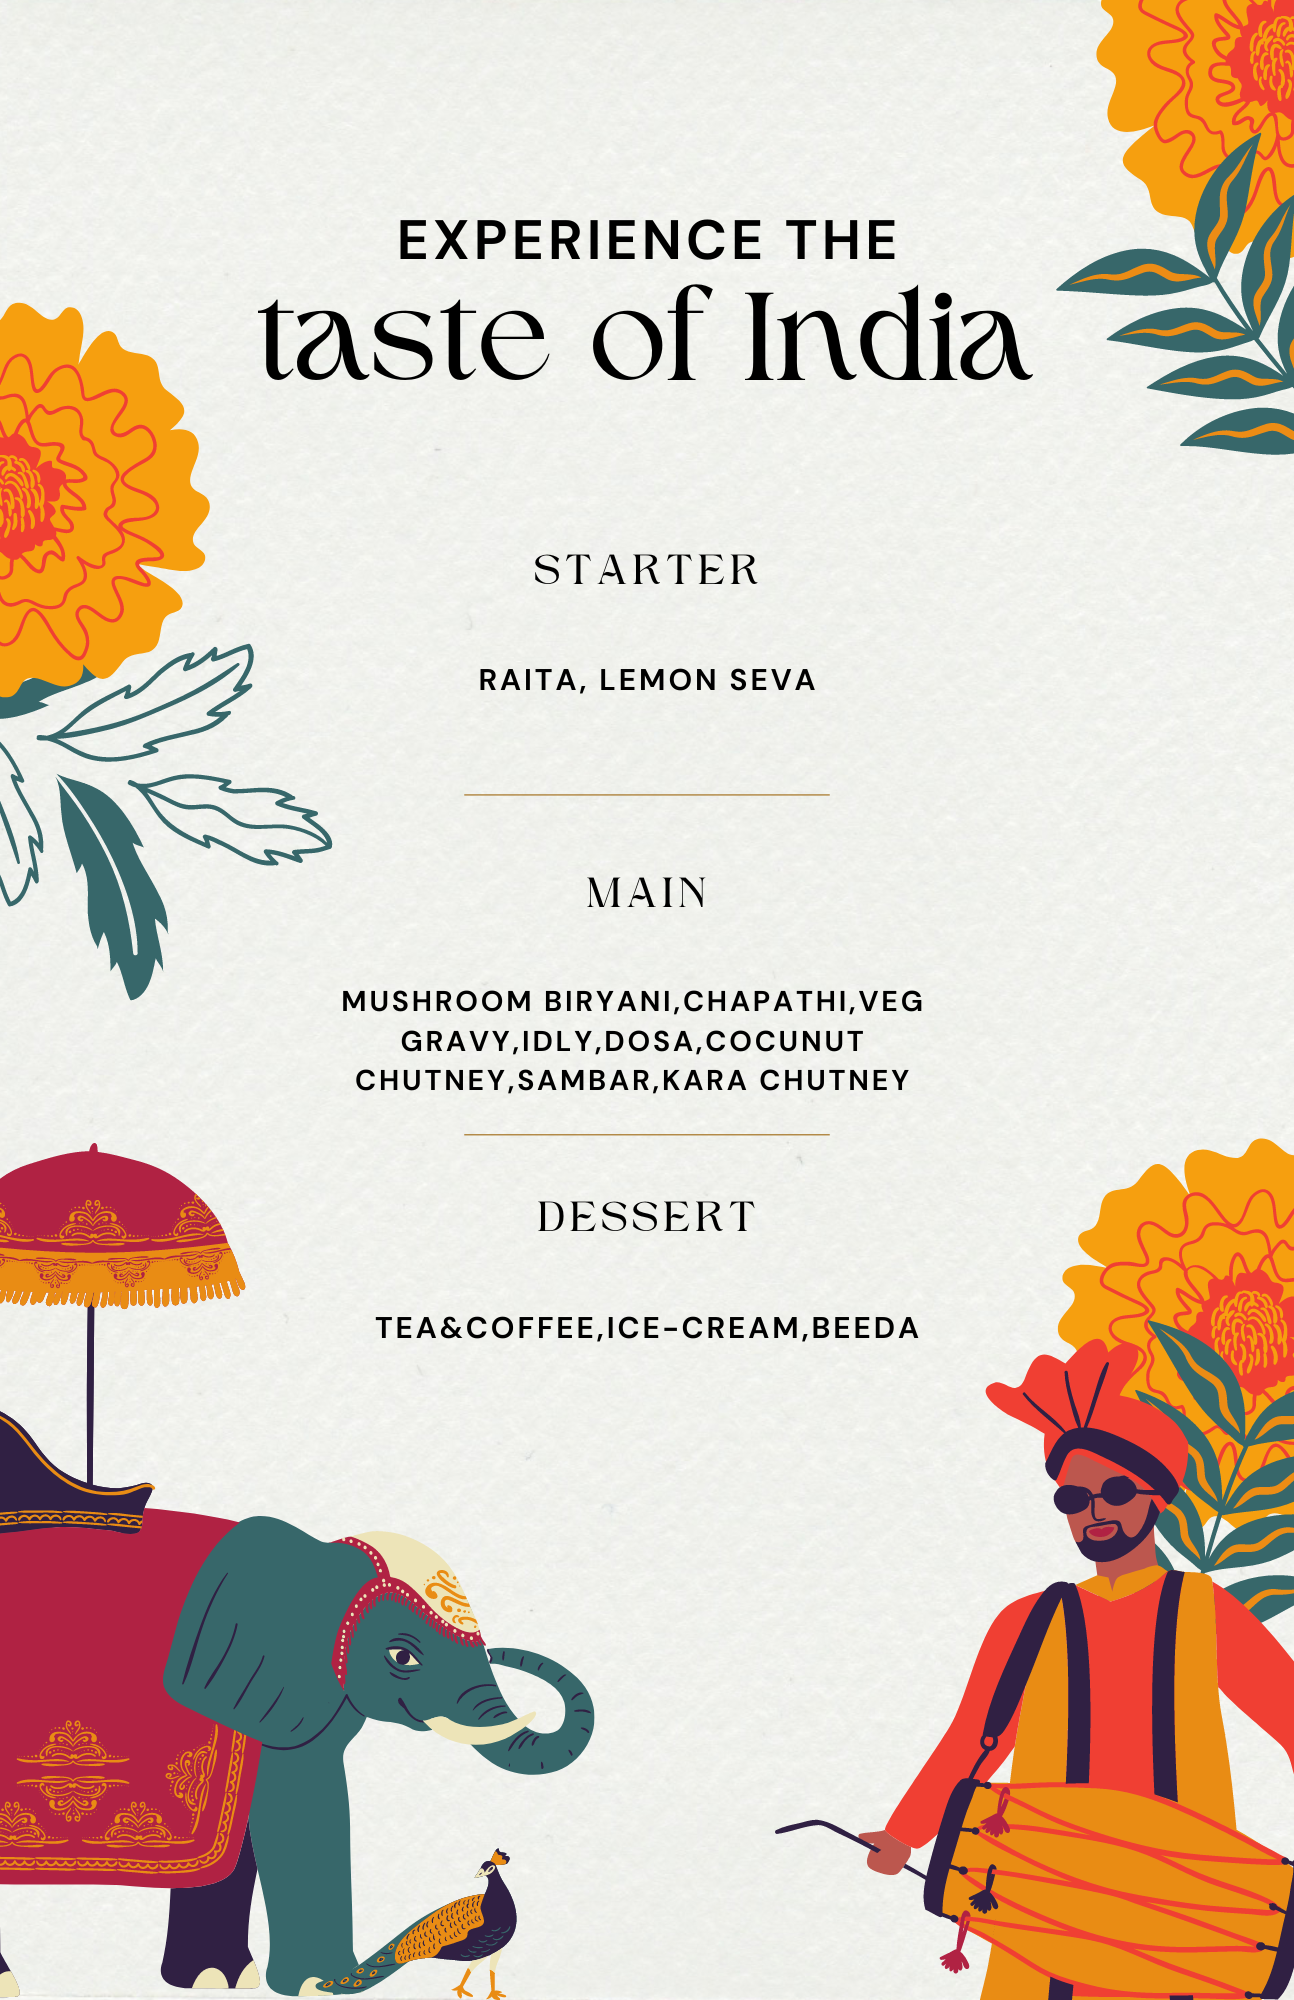 EXPERIENCE THE
taste of India
STARTER
RAITA, LEMON SEVA
MAIN
MUSHROOM BIRYANI,CHAPATHI,VEG
GRAVY,IDLY,DOSA,COCUNUT
CHUTNEY,SAMBAR,KARA CHUTNEY
DESSERT
TEA&COFFEE,ICE-CREAM,BEEDA